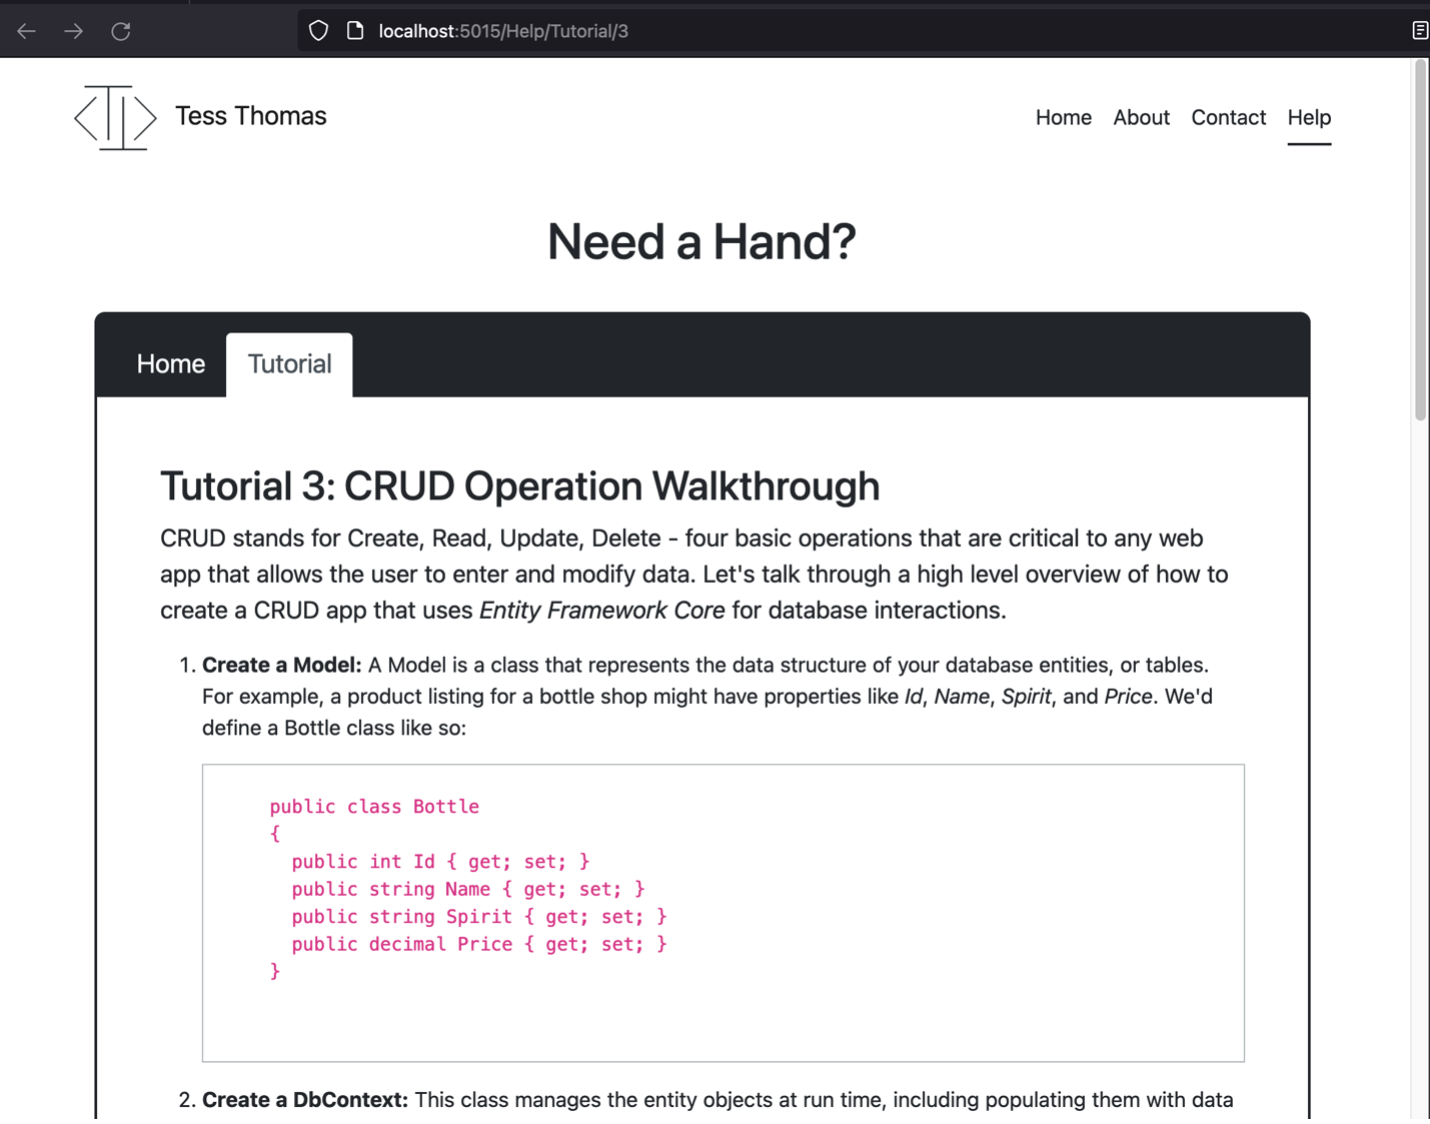 localhost:5015/Help/Tutorial/3
Tess Thomas
Home About Contact Help
Need a Hand?
Home Tutorial
Tutorial 3: CRUD Operation Walkthrough
CRUD stands for Create, Read, Update, Delete - four basic operations that are critical to any web
app that allows the user to enter and modify data. Let's talk through a high level overview of how to
create a CRUD app that uses Entity Framework Core for database interactions.
1. Create a Model: A Model is a class that represents the data structure of your database entities, or tables.
For example, a product listing for a bottle shop might have properties like Id, Name, Spirit, and Price. We'd
define a Bottle class like so:
public class Bottle
{
public int Id { get; set; }
public string Name { get; set; }
public string Spirit { get; set; }
public decimal Price { get; set; }
}
2. Create a DbContext: This class manages the entity objects at run time, including populating them with data